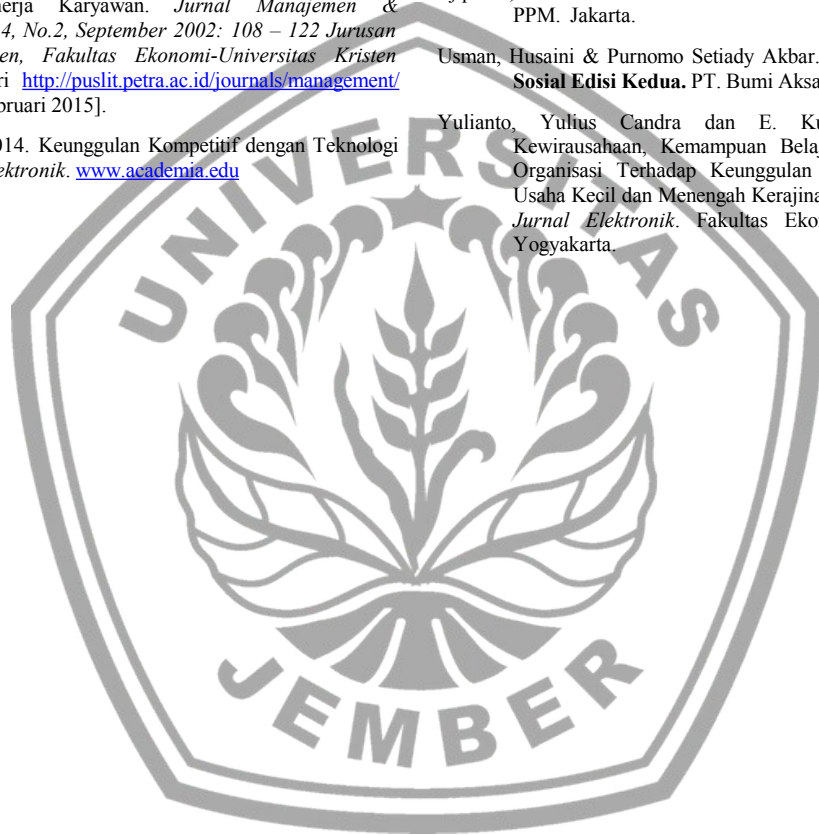 erja Karyawan. Jurnal Manajemen &
4, No.2, September 2002: 108 – 122 Jurusan
en, Fakultas Ekonomi-Universitas Kristen
ri http://puslit.petra.ac.id/journals/management/
bruari 2015].
014. Keunggulan Kompetitif dengan Teknologi
ektronik. www.academia.edu
PPM. Jakarta.
Usman, Husaini & Purnomo Setiady Akbar.
Sosial Edisi Kedua. PT. Bumi Aksa
Yulianto, Yulius Candra dan E. Ku
Kewirausahaan, Kemampuan Belaj
Organisasi Terhadap Keunggulan
Usaha Kecil dan Menengah Kerajina
Jurnal Elektronik. Fakultas Eko
Yogyakarta.
UNIVERSITAS
JEMBER